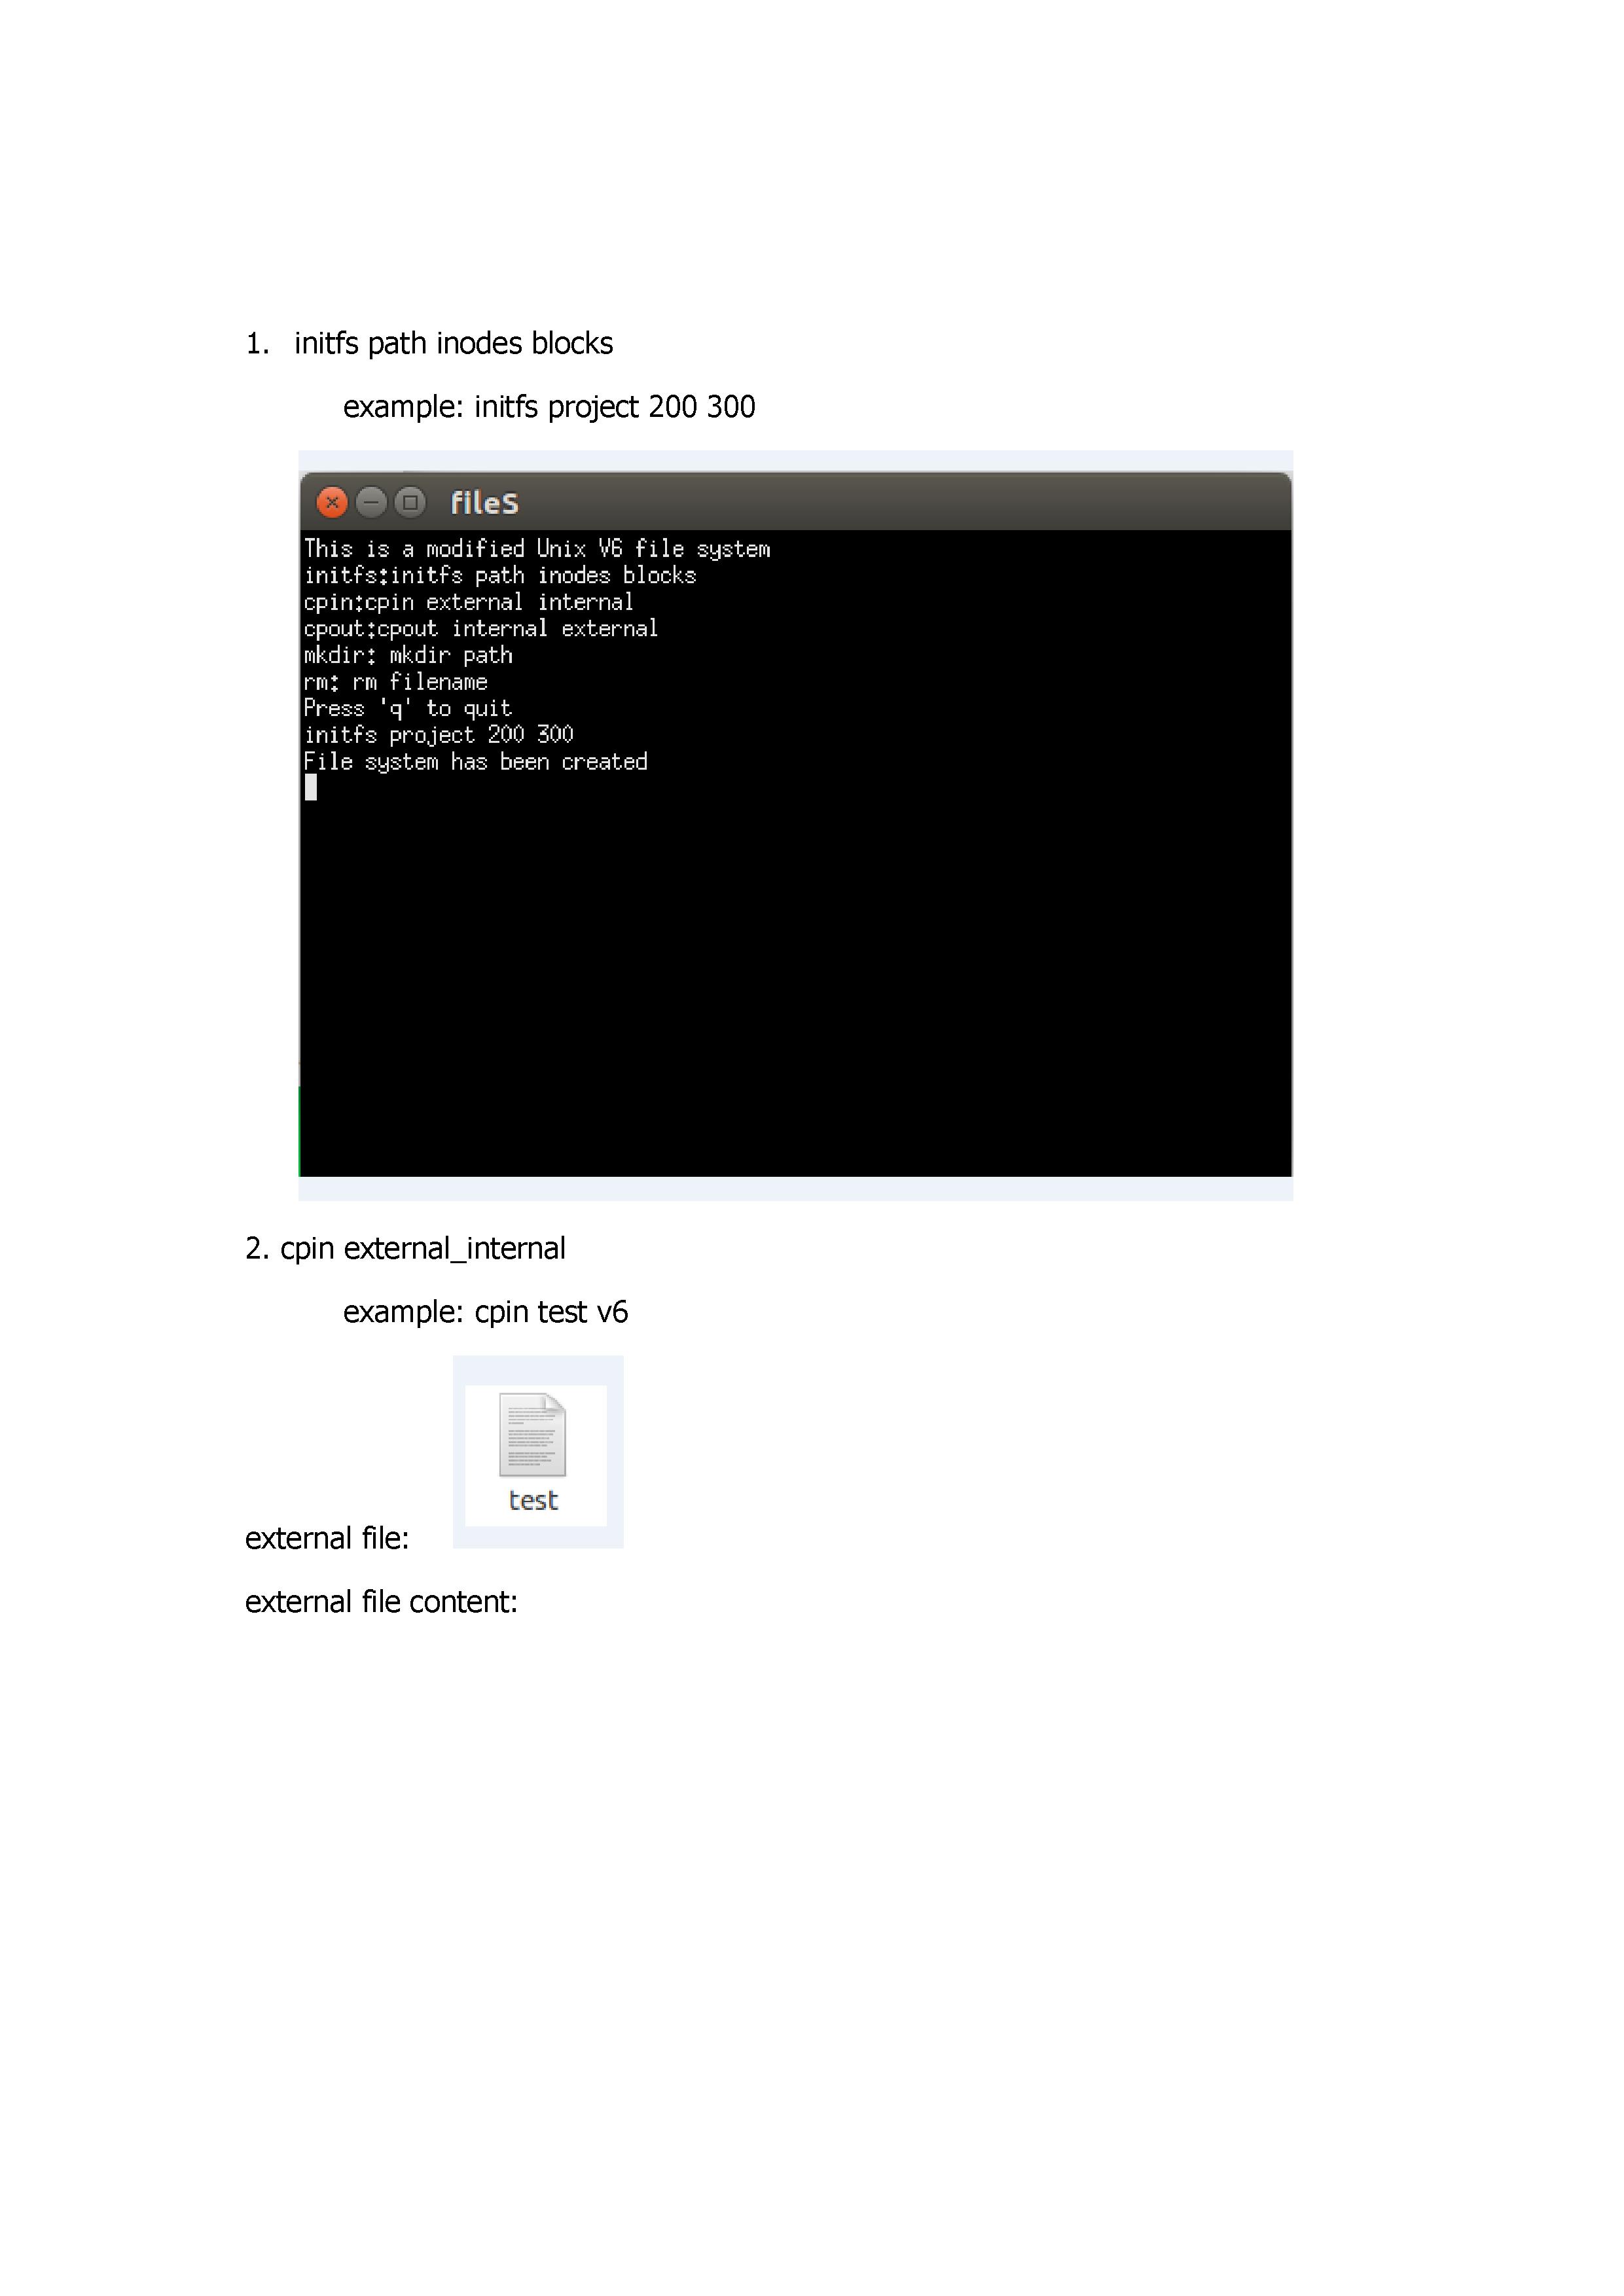 1. initfs path inodes blocks
example: initfs project 200 300
fileS
This is a modified Unix V6 file system
initfs:initfs path inodes blocks
cpin:cpin external internal
cpout:cpout internal external
mkdir: mkdir path
rm: rm filename
Press 'q' to quit
initfs project 200 300
File system has been created
2. cpin external_internal
example: cpin test v6
test
external file:
external file content: